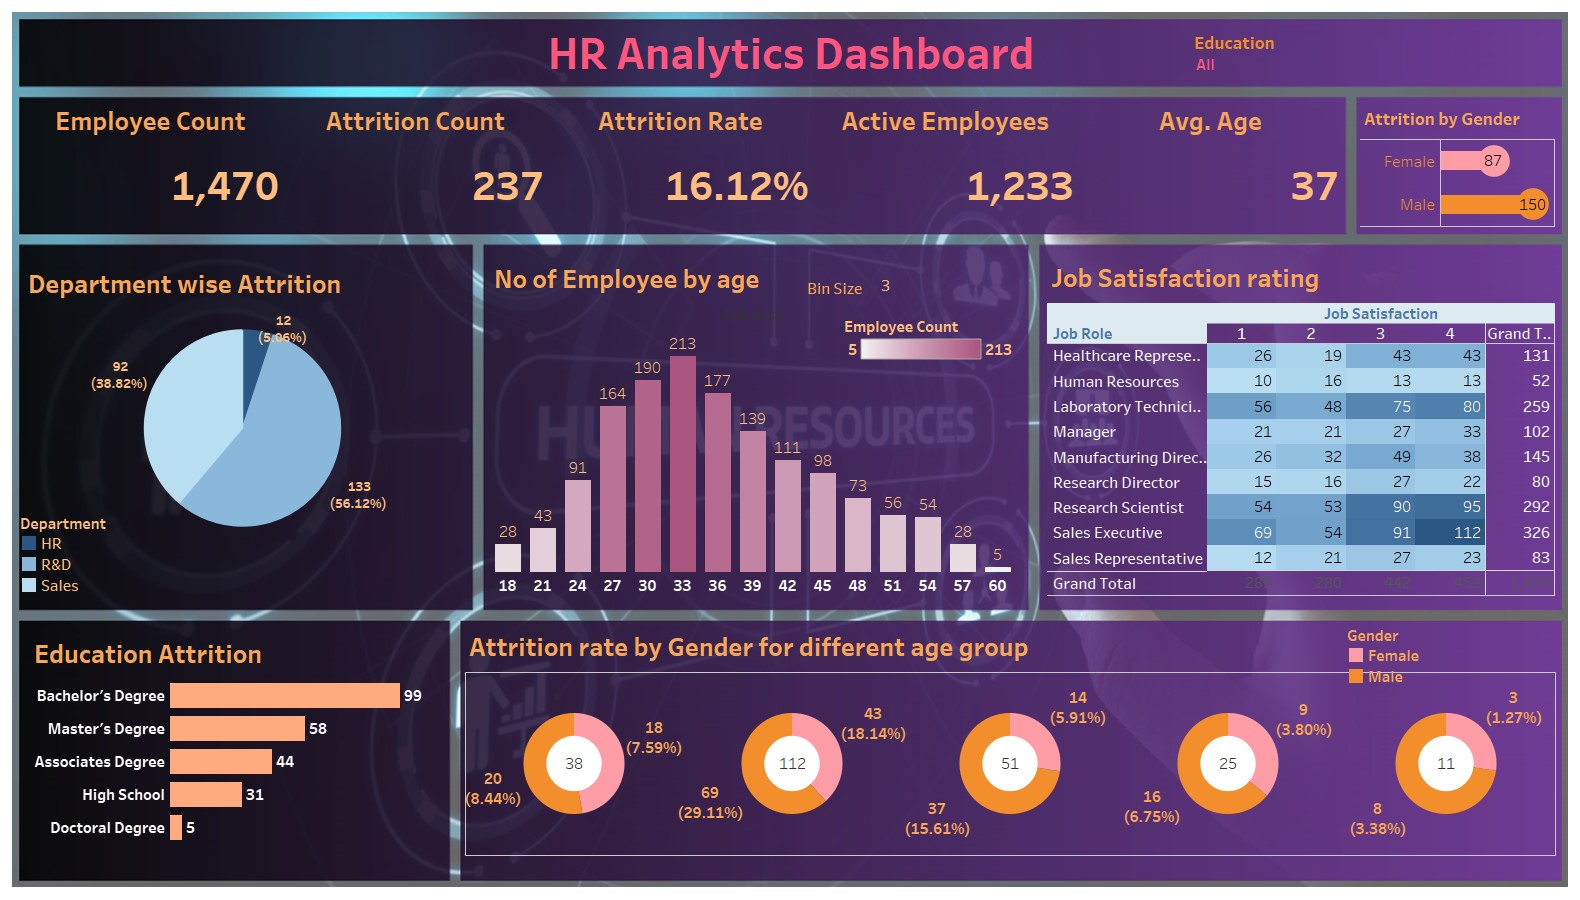 HR Analytics Dashboard
Education
All
Employee Count
1,470
Attrition Count
237
Attrition Rate
16.12%
Active Employees
1,233
Avg. Age
37
Attrition by Gender
Female 87
Male 150
Department wise Attrition
12
(5.06%)
92
(38.82%)
133
(56.12%)
Department
HR
R&D
Sales
No of Employee by age
Bin Size 3
Employee Count
5 213
28 43 91 164 190 213 177 139 111 98 73 56 54 28 5
18 21 24 27 30 33 36 39 42 45 48 51 54 57 60
RESOURCES
Job Satisfaction rating
Job Satisfaction
Job Role 1 2 3 4 Grand T..
Healthcare Represe.. 26 19 43 43 131
Human Resources 10 16 13 13 52
Laboratory Technici.. 56 48 75 80 259
Manager 21 21 27 33 102
Manufacturing Direc.. 26 32 49 38 145
Research Director 15 16 27 22 80
Research Scientist 54 53 90 95 292
Sales Executive 69 54 91 112 326
Sales Representative 12 21 27 23 83
Grand Total 280 442
Education Attrition
Bachelor's Degree 99
Master's Degree 58
Associates Degree 44
High School 31
Doctoral Degree 5
Attrition rate by Gender for different age group
Gender
Female
Male
18
(7.59%)
38
20
(8.44%)
43
(18.14%)
112
69
(29.11%)
14
(5.91%)
51
37
(15.61%)
9
(3.80%)
25
16
(6.75%)
3
(1.27%)
11
8
(3.38%)